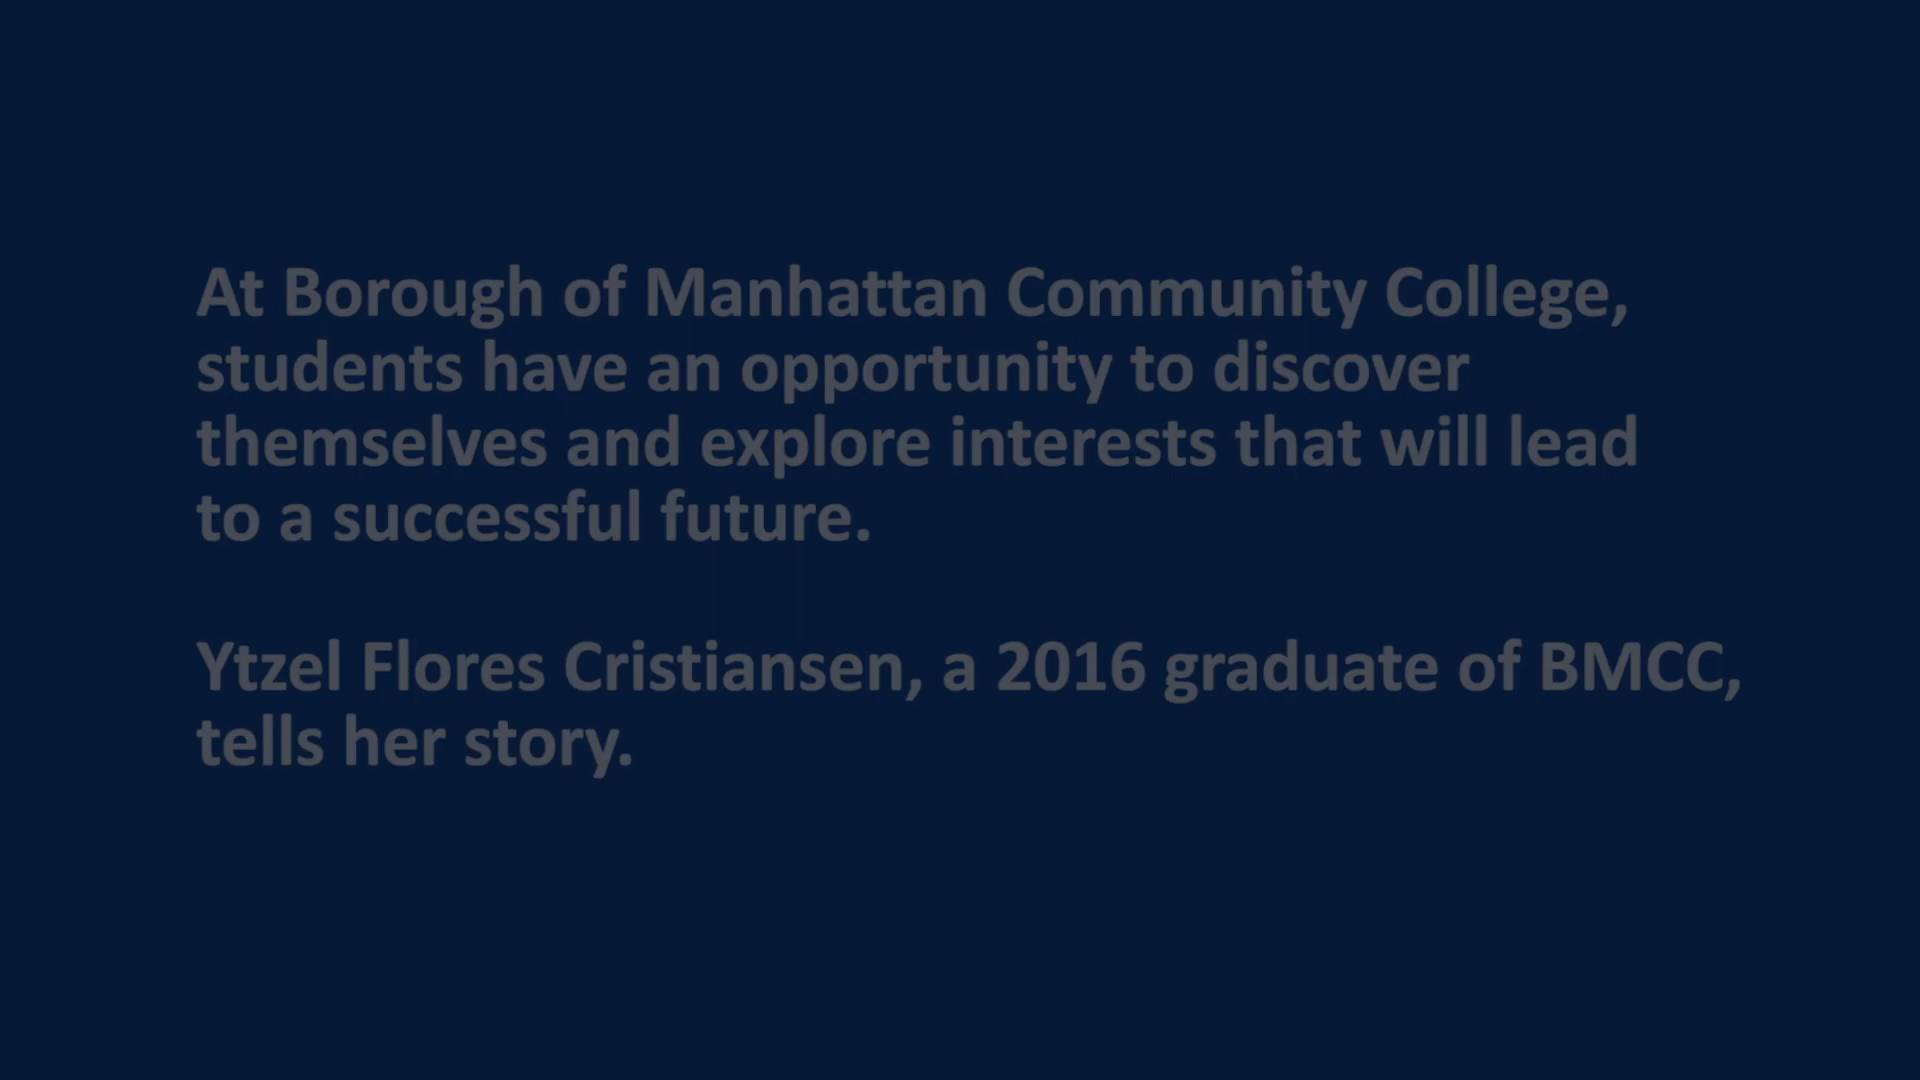 At Borough of Manhattan Community College,
students have an opportunity to discover
themselves and explore interests that will lead
to a successful future.
Ytzel Flores Cristiansen, a 2016 graduate of BMCC,
tells her story.